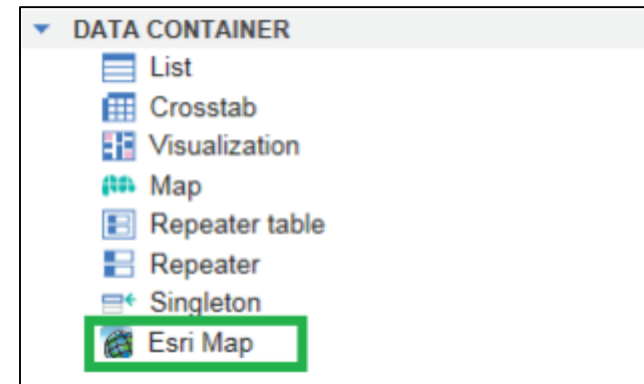 DATA CONTAINER
List
Crosstab
Visualization
Map
Repeater table
Repeater
Singleton
Esri Map